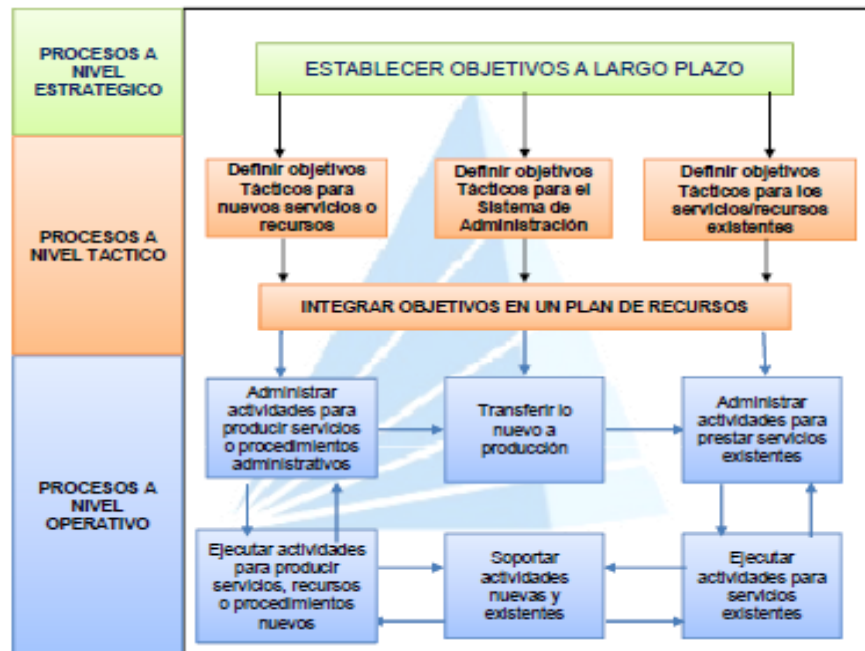 PROCESOS A
NIVEL
ESTRATEGICO
ESTABLECER OBJETIVOS A LARGO PLAZO
PROCESOS A
NIVEL TACTICO
Definir objetivos
Tácticos para
nuevos servicios o
recursos
Definir objetivos
Tácticos para el
Sistema de
Administración
Definir objetivos
Tácticos para los
servicios/recursos
existentes
INTEGRAR OBJETIVOS EN UN PLAN DE RECURSOS
PROCESOS A
NIVEL
OPERATIVO
Administrar
actividades para
producir servicios
o procedimientos
administrativos
Transferir lo
nuevo a
producción
Administrar
actividades para
prestar servicios
existentes
Ejecutar actividades
para producir
servicios, recursos
o procedimientos
nuevos
Soportar
actividades
nuevas y
existentes
Ejecutar
actividades para
servicios
existentes